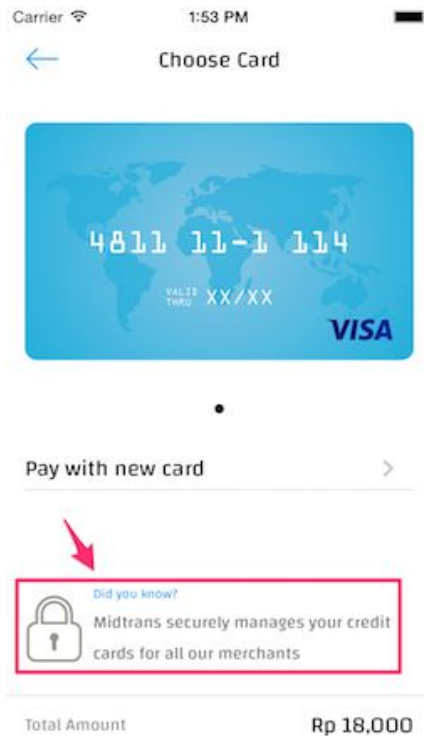 Carrier 1:53 PM
Choose Card
4811 11-1 114
VALID THRU XX/XX
VISA
Pay with new card
Did you know?
Midtrans securely manages your credit
cards for all our merchants
Total Amount Rp 18,000